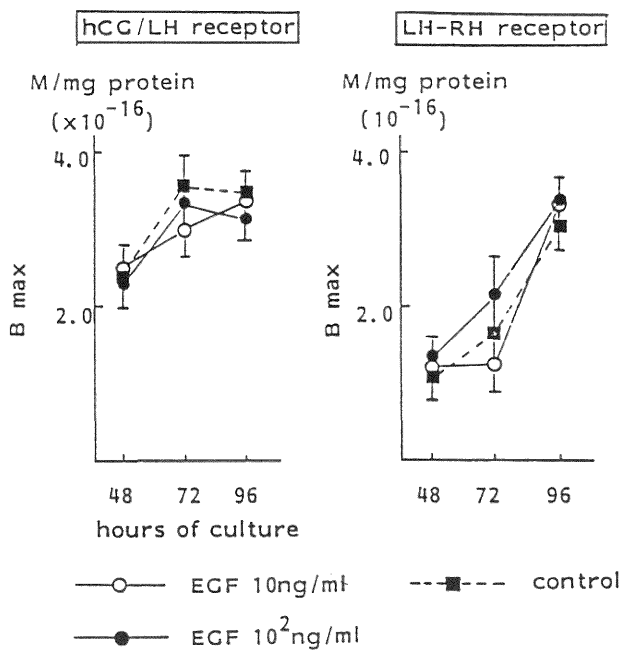 hCG/LH receptor
LH-RH receptor
M/mg protein
(x10⁻¹⁶)
M/mg protein
(10⁻¹⁶)
4.0
2.0
B max
48 72 96
hours of culture
4.0
2.0
B max
48 72 96
EGF 10ng/ml
control
EGF 10²ng/ml